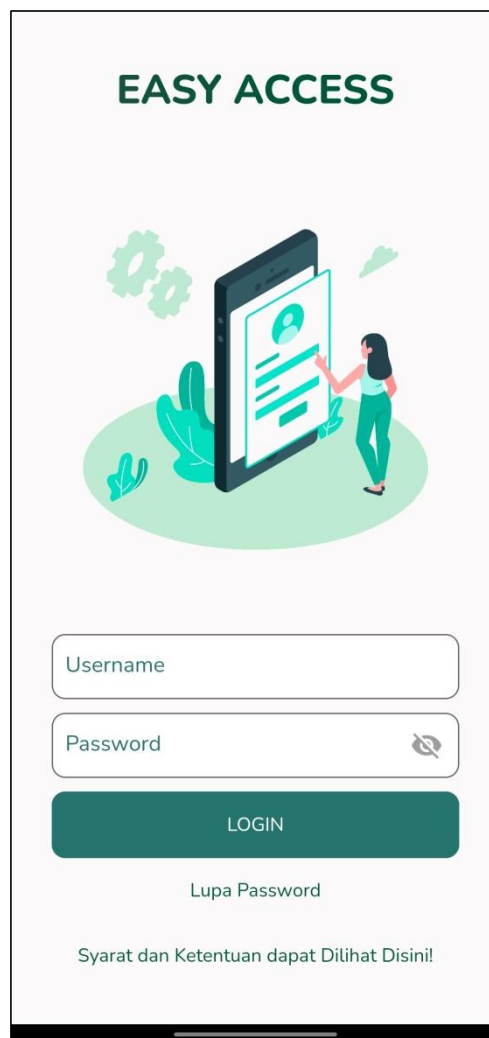 EASY ACCESS
Username
Password
LOGIN
Lupa Password
Syarat dan Ketentuan dapat Dilihat Disini!